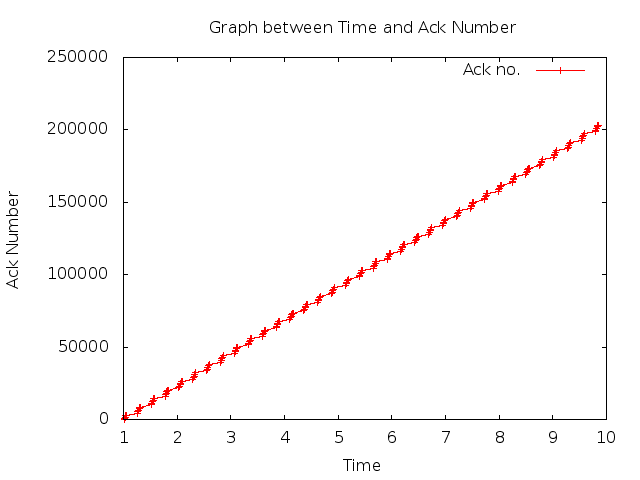 Graph between Time and Ack Number
250000
Ack no.
200000
150000
Ack Number
100000
50000
0
1 2 3 4 5 6 7 8 9 10
Time